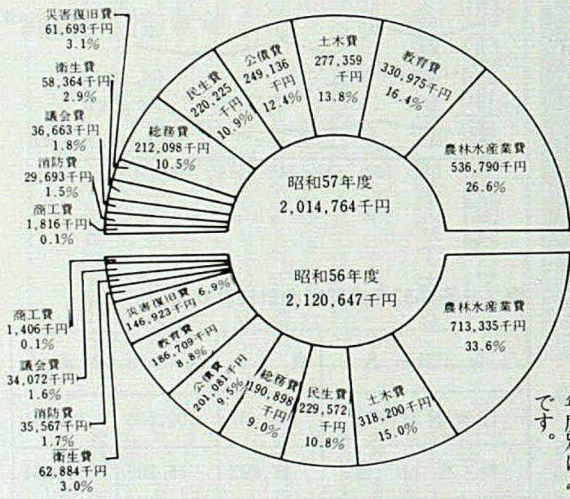 災害復旧費
61,693千円
3.1%
衛生費
58,364千円
2.9%
議会費
36,663千円
1.8%
消防費
29,693千円
1.5%
商工費
1,816千円
0.1%
総務費
212,098千円
10.5%
民生費
220,225
千円
10.9%
公債費
249,136
千円
12.4%
土木費
277,359
千円
13.8%
教育費
330,975千円
16.4%
農林水産業費
536,790千円
26.6%
昭和57年度
2,014,764千円
昭和56年度
2,120,647千円
商工費
1,406千円
0.1%
議会費
34,072千円
1.6%
消防費
35,567千円
1.7%
衛生費
62,884千円
3.0%
災害復旧費 6.9%
146,923千円
教育費
186,709千円
8.8%
公債費
201,081千円
9.5%
総務費
190,898
千円
9.0%
民生費
229,572
千円
10.8%
土木費
318,200千円
15.0%
農林水産業費
713,335千円
33.6%
です。